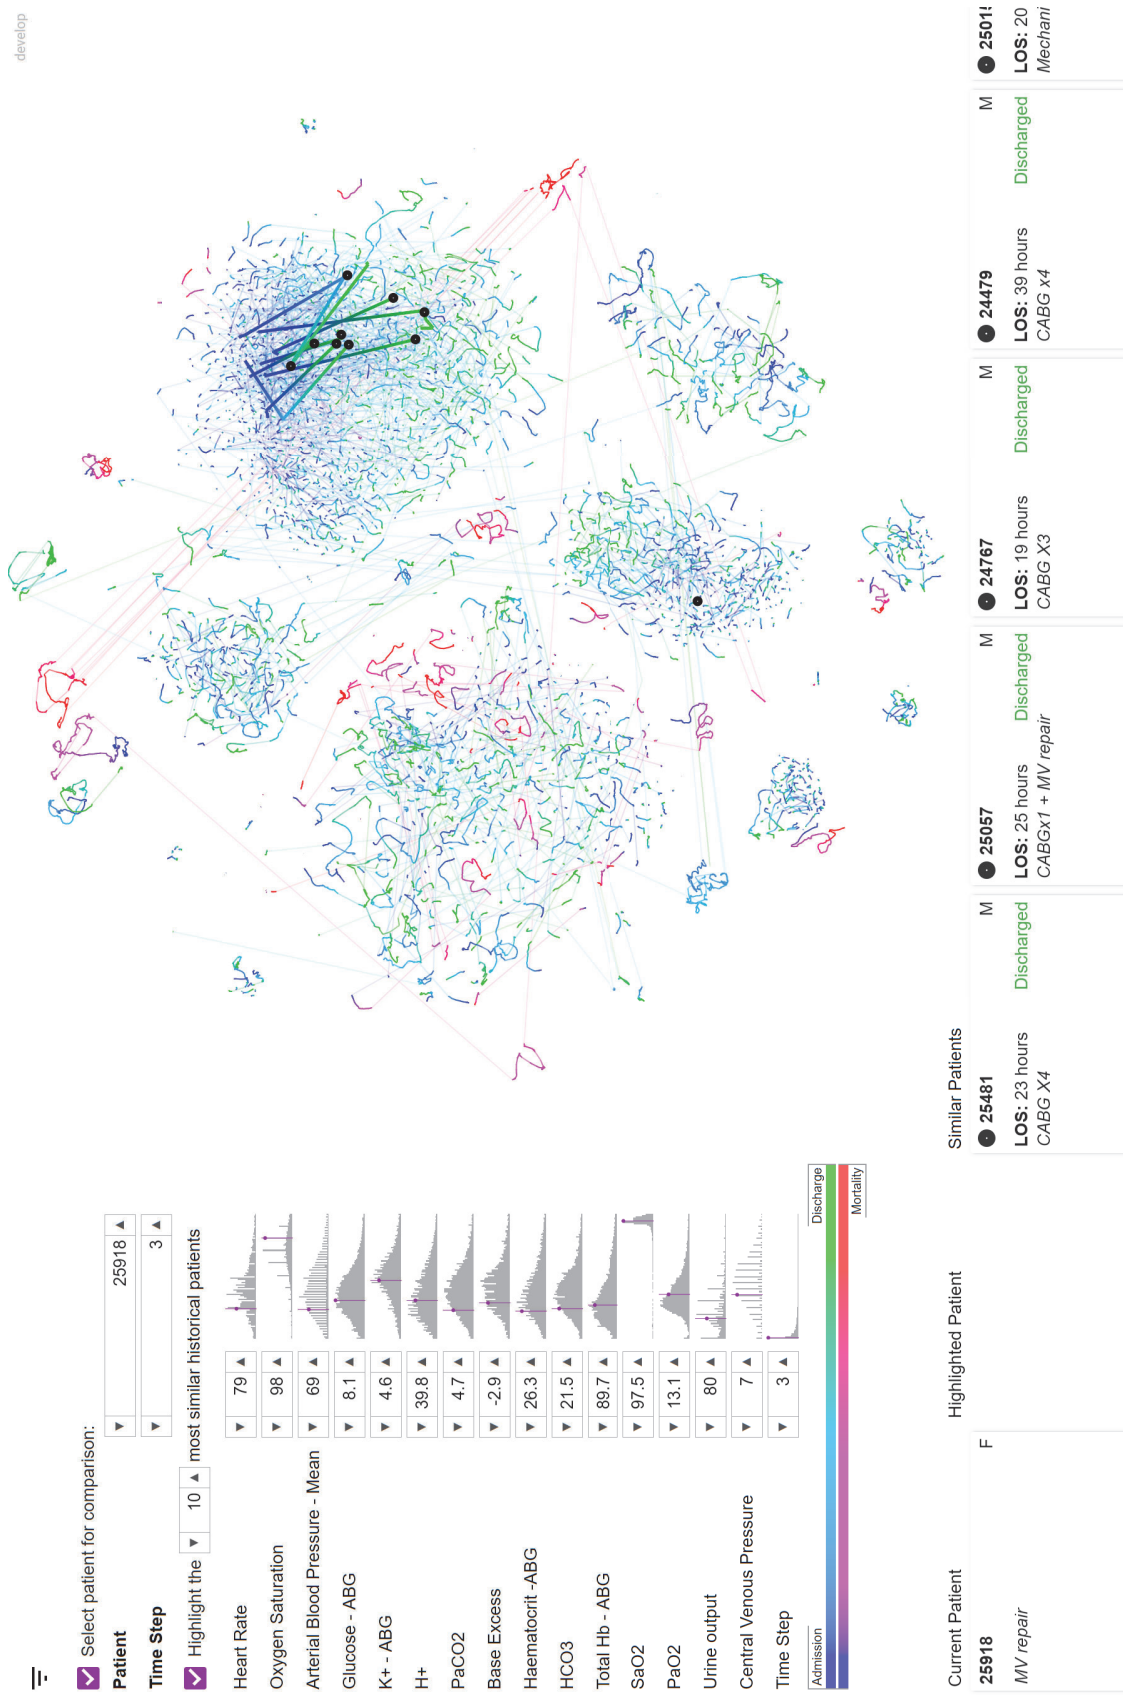 develop
Select patient for comparison:
Patient
25918
Time Step
3
Highlight the 10 most similar historical patients
Heart Rate
79
Oxygen Saturation
98
Arterial Blood Pressure - Mean
69
Glucose - ABG
8.1
K+ - ABG
4.6
H+
39.8
PaCO2
4.7
Base Excess
-2.9
Haematocrit -ABG
26.3
HCO3
21.5
Total Hb - ABG
89.7
SaO2
97.5
PaO2
13.1
Urine output
80
Central Venous Pressure
7
Time Step
3
Admission
Discharge
Mortality
Current Patient
25918 F
MV repair
Highlighted Patient
Similar Patients
25481 M
LOS: 23 hours Discharged
CABG X4
25057 M
LOS: 25 hours Discharged
CABGx1 + MV repair
24767 M
LOS: 19 hours Discharged
CABG X3
24479 M
LOS: 39 hours Discharged
CABG x4
LOS: 20
Mechani